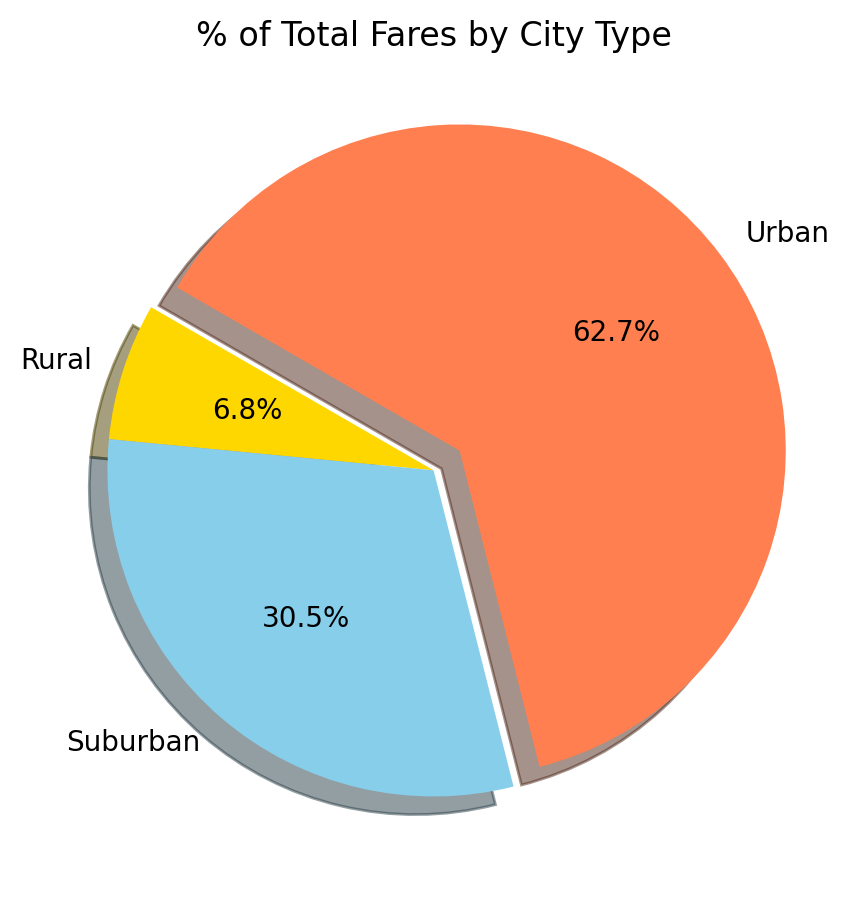 % of Total Fares by City Type
Urban
62.7%
Rural
6.8%
30.5%
Suburban